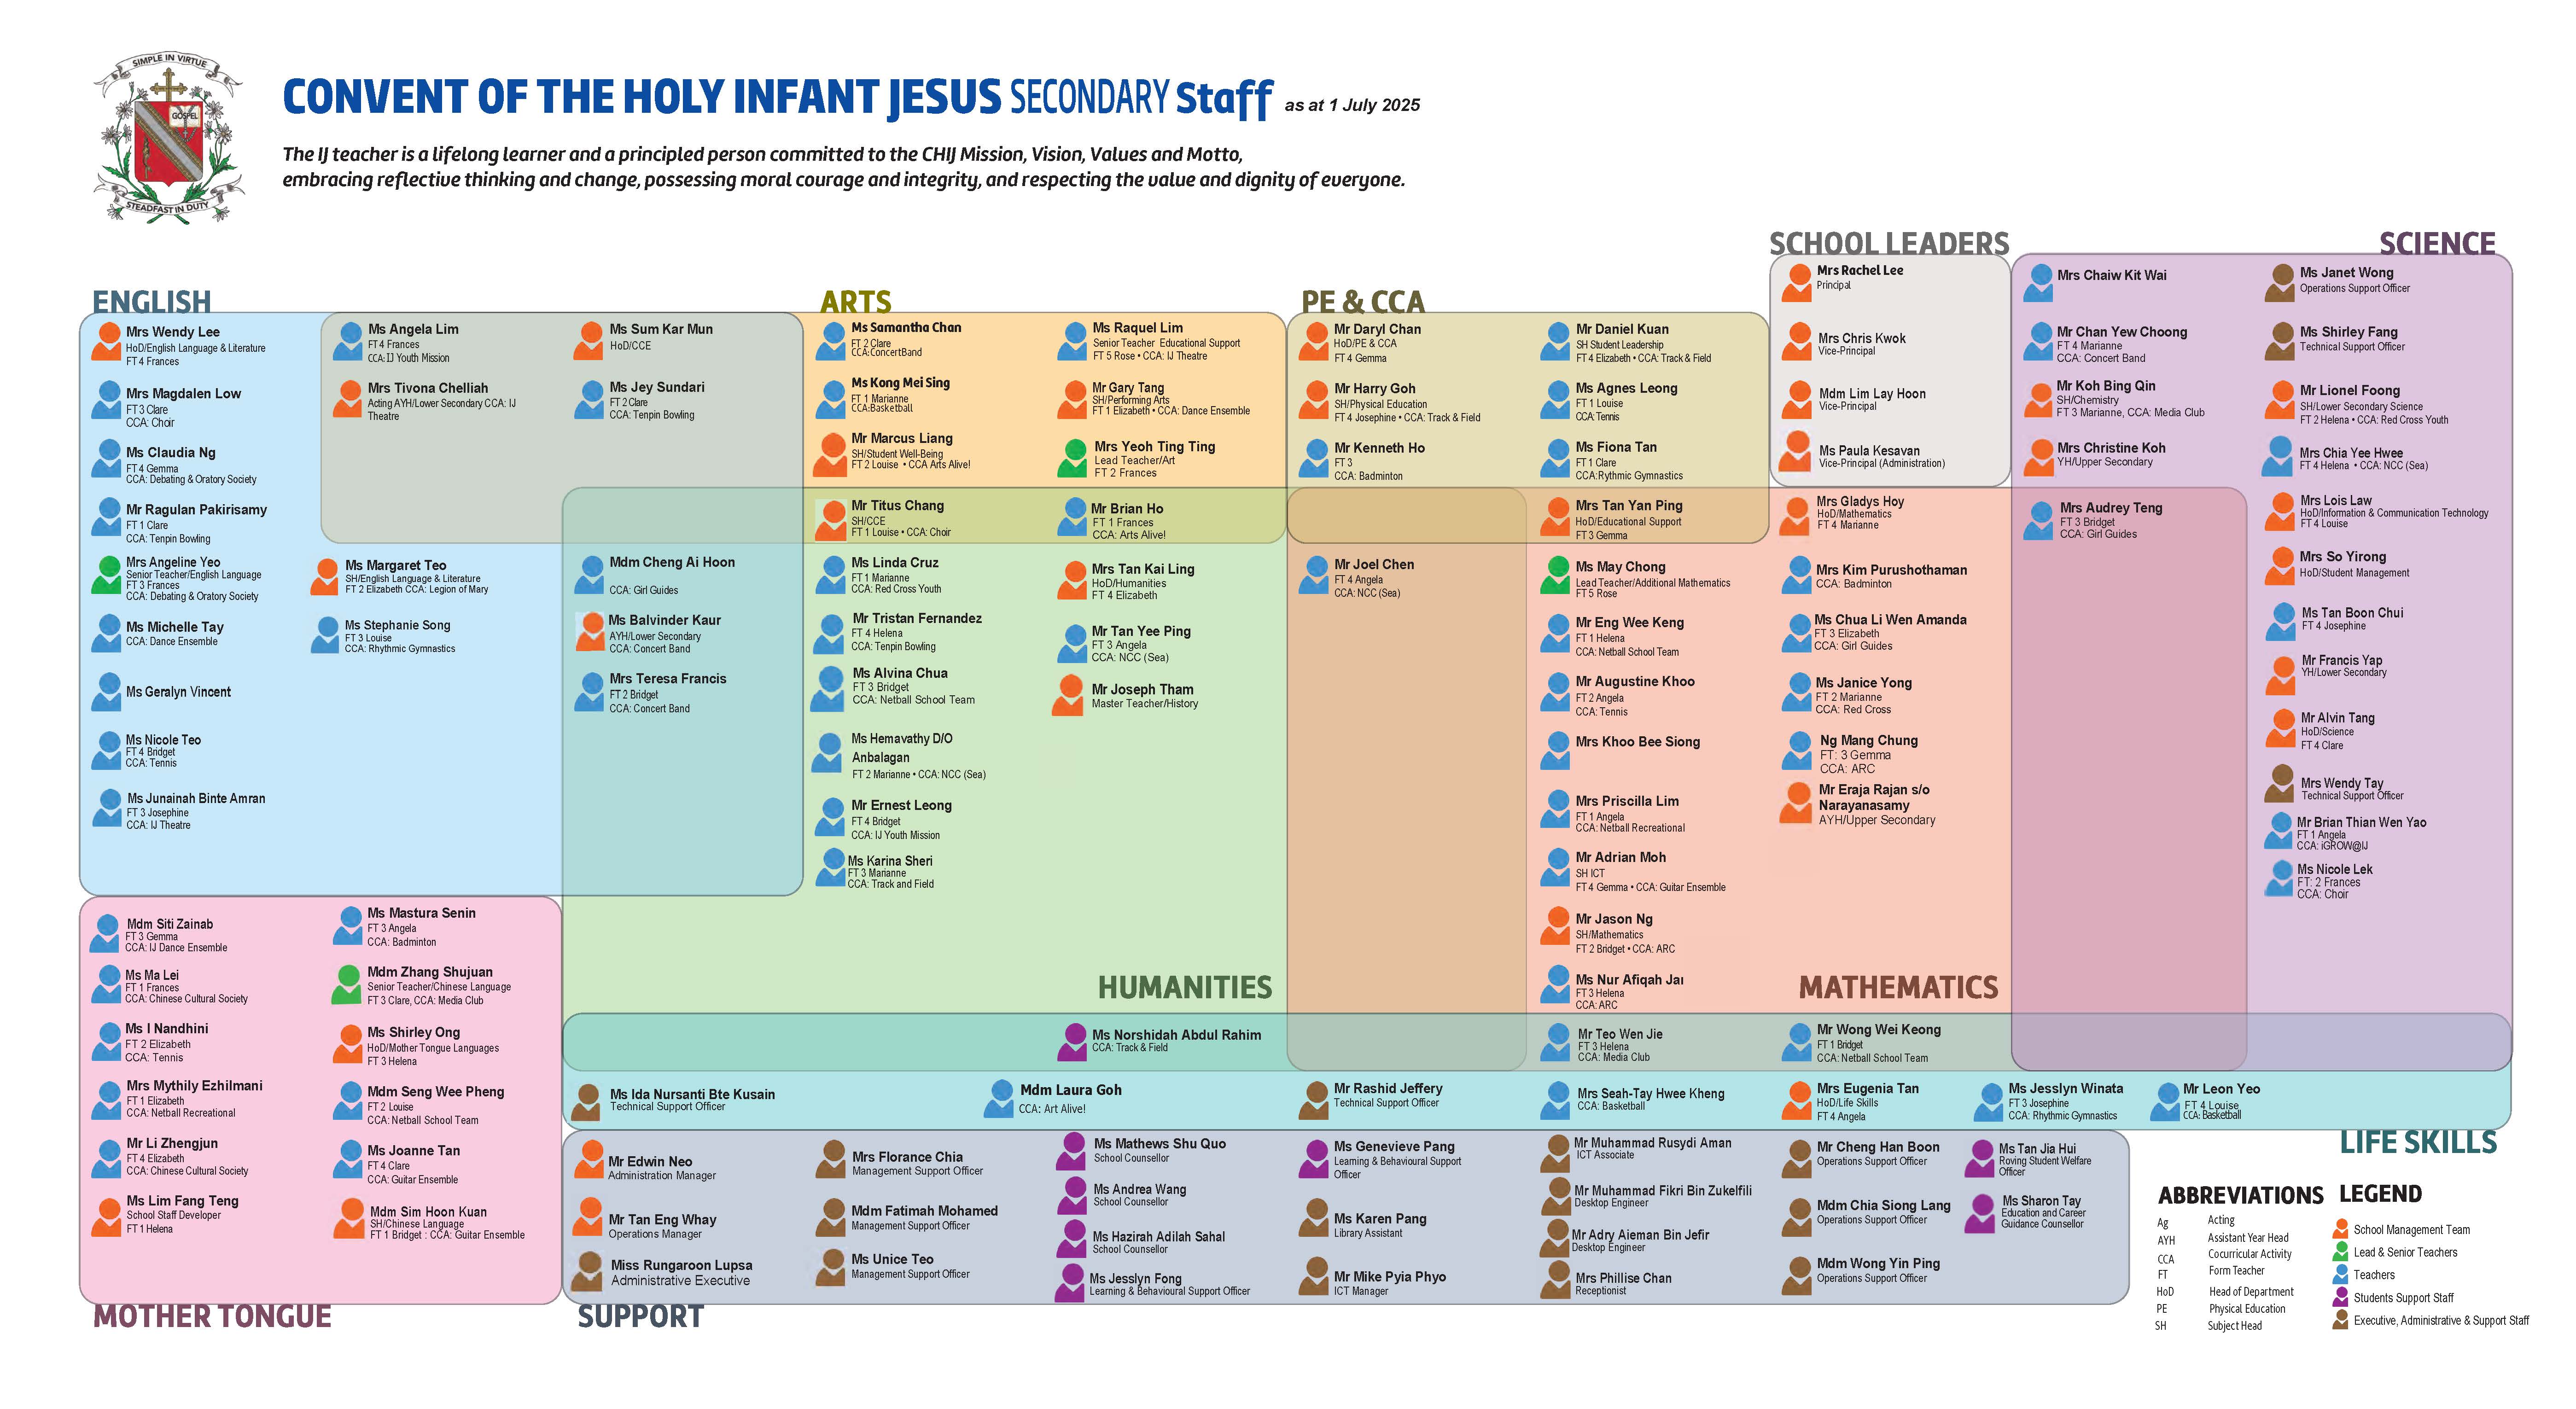 SIMPLE IN VIRTUE
GOSPEL
STEADFAST IN DUTY
CONVENT OF THE HOLY INFANT JESUS SECONDARY Staff as at 1 July 2025
The IJ teacher is a lifelong learner and a principled person committed to the CHIJ Mission, Vision, Values and Motto,
embracing reflective thinking and change, possessing moral courage and integrity, and respecting the value and dignity of everyone.
ENGLISH
Mrs Wendy Lee
HoD/English Language & Literature
FT 4 Frances
Mrs Magdalen Low
FT 3 Clare
CCA: Choir
Ms Claudia Ng
FT 4 Gemma
CCA: Debating & Oratory Society
Mr Ragulan Pakirisamy
FT 1 Clare
CCA: Tenpin Bowling
Mrs Angeline Yeo
Senior Teacher/English Language
FT 3 Frances
CCA: Debating & Oratory Society
Ms Michelle Tay
CCA: Dance Ensemble
Ms Geralyn Vincent
Ms Nicole Teo
FT 4 Bridget
CCA: Tennis
Ms Junainah Binte Amran
FT 3 Josephine
CCA: IJ Theatre
Ms Margaret Teo
SH/English Language & Literature
FT 2 Elizabeth CCA: Legion of Mary
Ms Stephanie Song
FT 3 Louise
CCA: Rhythmic Gymnastics
Ms Angela Lim
FT 4 Frances
CCA: IJ Youth Mission
Mrs Tivona Chelliah
Acting AYH/Lower Secondary CCA: IJ
Theatre
Ms Sum Kar Mun
HoD/CCE
Ms Jey Sundari
FT 2 Clare
CCA: Tenpin Bowling
Mdm Cheng Ai Hoon
CCA: Girl Guides
Ms Balvinder Kaur
AYH/Lower Secondary
CCA: Concert Band
Mrs Teresa Francis
FT 2 Bridget
CCA: Concert Band
ARTS
Ms Samantha Chan
FT 2 Clare
CCA:ConcertBand
Ms Kong Mei Sing
FT 1 Marianne
CCA:Basketball
Mr Marcus Liang
SH/Student Well-Being
FT 2 Louise • CCA Arts Alive!
Ms Raquel Lim
Senior Teacher Educational Support
FT 5 Rose • CCA: IJ Theatre
Mr Gary Tang
SH/Performing Arts
FT 1 Elizabeth • CCA: Dance Ensemble
Mrs Yeoh Ting Ting
Lead Teacher/Art
FT 2 Frances
Mr Titus Chang
SH/CCE
FT 1 Louise • CCA: Choir
Mr Brian Ho
FT 1 Frances
CCA: Arts Alive!
Ms Linda Cruz
FT 1 Marianne
CCA: Red Cross Youth
Mr Tristan Fernandez
FT 4 Helena
CCA: Tenpin Bowling
Ms Alvina Chua
FT 3 Bridget
CCA: Netball School Team
Ms Hemavathy D/O
Anbalagan
FT 2 Marianne • CCA: NCC (Sea)
Mr Ernest Leong
FT 4 Bridget
CCA: IJ Youth Mission
Ms Karina Sheri
FT 3 Marianne
CCA: Track and Field
Mrs Tan Kai Ling
HoD/Humanities
FT 4 Elizabeth
Mr Tan Yee Ping
FT 3 Angela
CCA: NCC (Sea)
Mr Joseph Tham
Master Teacher/History
HUMANITIES
PE & CCA
Mr Daryl Chan
HoD/PE & CCA
FT 4 Gemma
Mr Harry Goh
SH/Physical Education
FT 4 Josephine • CCA: Track & Field
Mr Kenneth Ho
FT 3
CCA: Badminton
Mr Daniel Kuan
SH Student Leadership
FT 4 Elizabeth • CCA: Track & Field
Ms Agnes Leong
FT 1 Louise
CCA:Tennis
Ms Fiona Tan
FT 1 Clare
CCA:Rythmic Gymnastics
Mrs Tan Yan Ping
HoD/Educational Support
FT 3 Gemma
Mr Joel Chen
FT 4 Angela
CCA: NCC (Sea)
SCHOOL LEADERS
Mrs Rachel Lee
Principal
Mrs Chris Kwok
Vice-Principal
Mdm Lim Lay Hoon
Vice-Principal
Ms Paula Kesavan
Vice-Principal (Administration)
Ms May Chong
Lead Teacher/Additional Mathematics
FT 5 Rose
Mr Eng Wee Keng
FT 1 Helena
CCA: Netball School Team
Mr Augustine Khoo
FT 2 Angela
CCA: Tennis
Mrs Khoo Bee Siong
Mrs Priscilla Lim
FT 1 Angela
CCA: Netball Recreational
Mr Adrian Moh
SH ICT
FT 4 Gemma • CCA: Guitar Ensemble
Mr Jason Ng
SH/Mathematics
FT 2 Bridget • CCA: ARC
Ms Nur Afiqah Jai
FT 3 Helena
CCA: ARC
Mrs Gladys Hoy
HoD/Mathematics
FT 4 Marianne
Mrs Kim Purushothaman
CCA: Badminton
Ms Chua Li Wen Amanda
FT 3 Elizabeth
CCA: Girl Guides
Ms Janice Yong
FT 2 Marianne
CCA: Red Cross
Ng Mang Chung
FT: 3 Gemma
CCA: ARC
Mr Eraja Rajan s/o
Narayanasamy
AYH/Upper Secondary
MATHEMATICS
SCIENCE
Mrs Chaiw Kit Wai
Mr Chan Yew Choong
FT 4 Marianne
CCA: Concert Band
Mr Koh Bing Qin
SH/Chemistry
FT 3 Marianne, CCA: Media Club
Mrs Christine Koh
YH/Upper Secondary
Mrs Audrey Teng
FT 3 Bridget
CCA: Girl Guides
Ms Janet Wong
Operations Support Officer
Ms Shirley Fang
Technical Support Officer
Mr Lionel Foong
SH/Lower Secondary Science
FT 2 Helena • CCA: Red Cross Youth
Mrs Chia Yee Hwee
FT 4 Helena • CCA: NCC (Sea)
Mrs Lois Law
HoD/Information & Communication Technology
FT 4 Louise
Mrs So Yirong
HoD/Student Management
Ms Tan Boon Chui
FT 4 Josephine
Mr Francis Yap
YH/Lower Secondary
Mr Alvin Tang
HoD/Science
FT 4 Clare
Mrs Wendy Tay
Technical Support Officer
Mr Brian Thian Wen Yao
FT 1 Angela
CCA: iGROW@IJ
Ms Nicole Lek
FT: 2 Frances
CCA: Choir
Mdm Siti Zainab
FT 3 Gemma
CCA: IJ Dance Ensemble
Ms Ma Lei
FT 1 Frances
CCA: Chinese Cultural Society
Ms I Nandhini
FT 2 Elizabeth
CCA: Tennis
Mrs Mythily Ezhilmani
FT 1 Elizabeth
CCA: Netball Recreational
Mr Li Zhengjun
FT 4 Elizabeth
CCA: Chinese Cultural Society
Ms Lim Fang Teng
School Staff Developer
FT 1 Helena
Ms Mastura Senin
FT 3 Angela
CCA: Badminton
Mdm Zhang Shujuan
Senior Teacher/Chinese Language
FT 3 Clare, CCA: Media Club
Ms Shirley Ong
HoD/Mother Tongue Languages
FT 3 Helena
Mdm Seng Wee Pheng
FT 2 Louise
CCA: Netball School Team
Ms Joanne Tan
FT 4 Clare
CCA: Guitar Ensemble
Mdm Sim Hoon Kuan
SH/Chinese Language
FT 1 Bridget : CCA: Guitar Ensemble
MOTHER TONGUE
Ms Norshidah Abdul Rahim
CCA: Track & Field
Mr Teo Wen Jie
FT 3 Helena
CCA: Media Club
Mr Wong Wei Keong
FT 1 Bridget
CCA: Netball School Team
Ms Ida Nursanti Bte Kusain
Technical Support Officer
Mdm Laura Goh
CCA: Art Alive!
Mr Rashid Jeffery
Technical Support Officer
Mrs Seah-Tay Hwee Kheng
CCA: Basketball
Mrs Eugenia Tan
HoD/Life Skills
FT 4 Angela
Ms Jesslyn Winata
FT 3 Josephine
CCA: Rhythmic Gymnastics
Mr Leon Yeo
FT 4 Louise
CCA: Basketball
LIFE SKILLS
Mr Edwin Neo
Administration Manager
Mr Tan Eng Whay
Operations Manager
Miss Rungaroon Lupsa
Administrative Executive
Mrs Florance Chia
Management Support Officer
Mdm Fatimah Mohamed
Management Support Officer
Ms Unice Teo
Management Support Officer
Ms Mathews Shu Quo
School Counsellor
Ms Andrea Wang
School Counsellor
Ms Hazirah Adilah Sahal
School Counsellor
Ms Jesslyn Fong
Learning & Behavioural Support Officer
Ms Genevieve Pang
Learning & Behavioural Support
Officer
Ms Karen Pang
Library Assistant
Mr Mike Pyia Phyo
ICT Manager
Mr Muhammad Rusydi Aman
ICT Associate
Mr Muhammad Fikri Bin Zukelfili
Desktop Engineer
Mr Adry Aieman Bin Jefir
Desktop Engineer
Mrs Phillise Chan
Receptionist
Mr Cheng Han Boon
Operations Support Officer
Mdm Chia Siong Lang
Operations Support Officer
Mdm Wong Yin Ping
Operations Support Officer
Ms Tan Jia Hui
Roving Student Welfare
Officer
Ms Sharon Tay
Education and Career
Guidance Counsellor
SUPPORT
ABBREVIATIONS
Ag Acting
AYH Assistant Year Head
CCA Cocurricular Activity
FT Form Teacher
HoD Head of Department
PE Physical Education
SH Subject Head
LEGEND
School Management Team
Lead & Senior Teachers
Teachers
Students Support Staff
Executive, Administrative & Support Staff